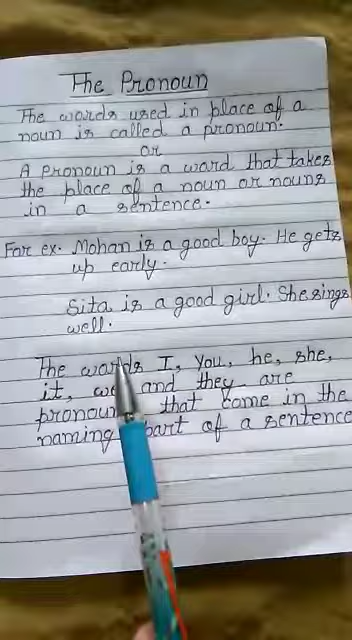 The Pronoun
The words used in place of a
noun is called a pronoun.
or
A pronoun is a word that takes
the place of a noun or nouns
in a sentence.
For ex. Mohan is a good boy. He gets
up early.
Sita is a good girl. She sings
well.
The words I, you, he, she,
it, we and they are
pronoun that come in the
naming part of a sentence